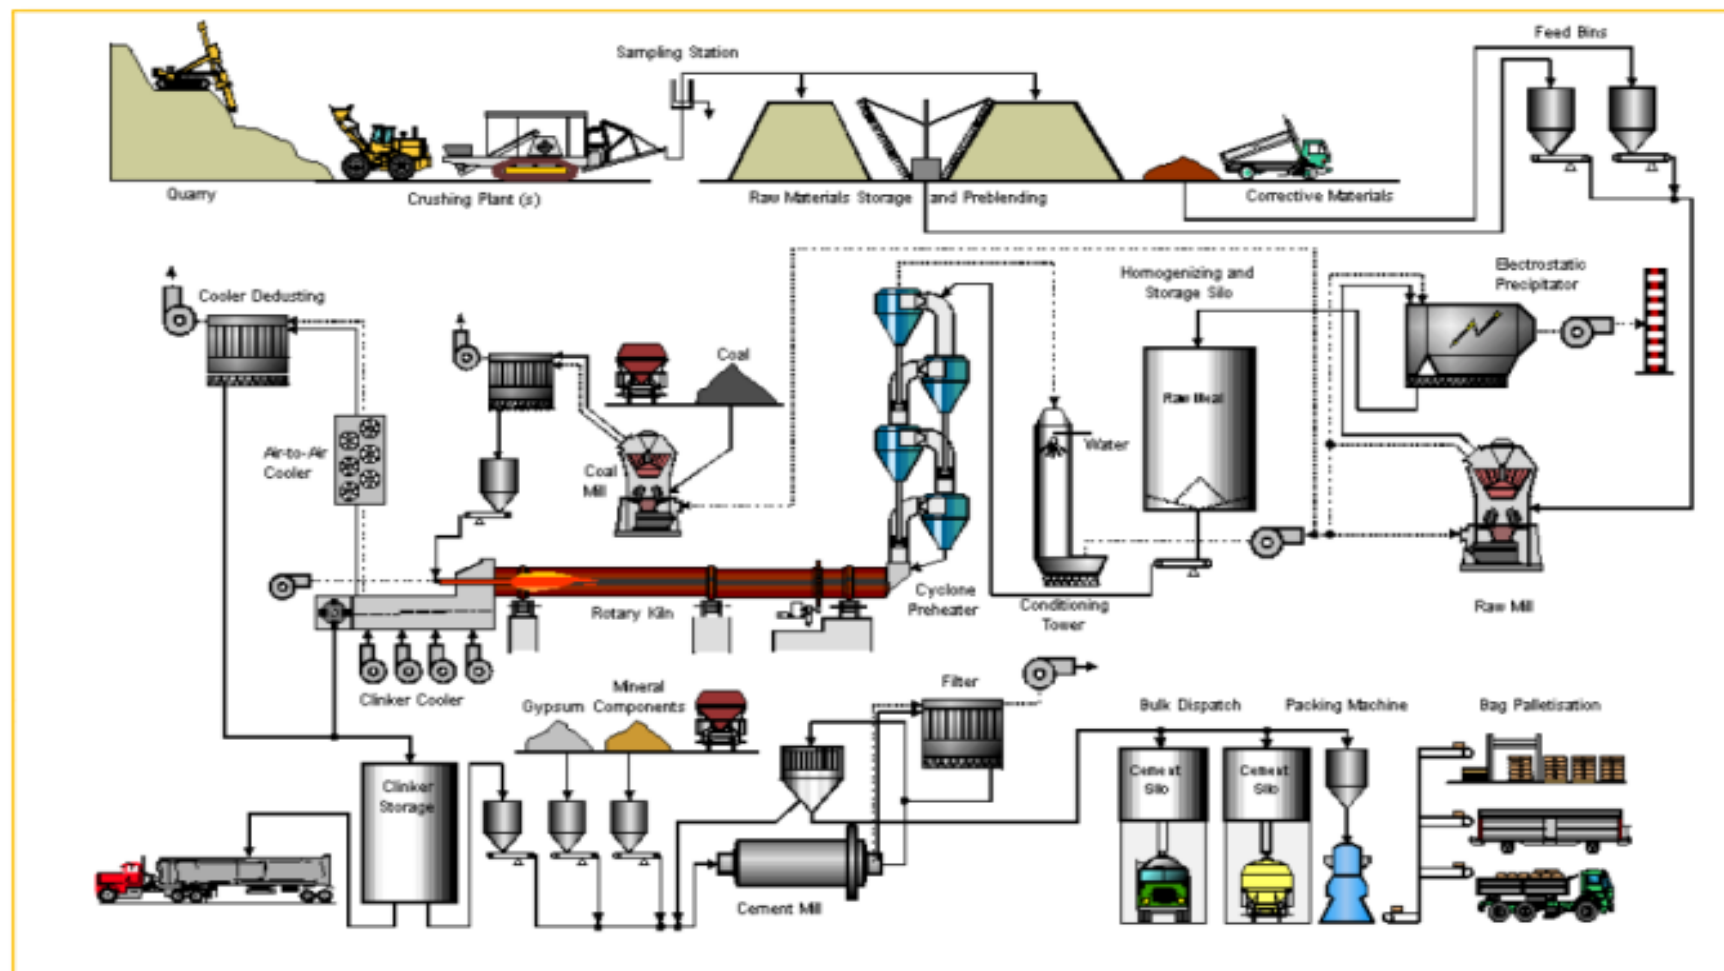 Feed Bins
Sampling Station
Quarry
Crushing Plant (s)
Raw Materials Storage and Preblending
Corrective Materials
Cooler Dedusting
Homogenizing and
Storage Silo
Electrostatic
Precipitator
Coal
Raw Meal
Air-to-Air
Cooler
Coal
Mill
Water
Rotary Kiln
Cyclone
Preheater
Conditioning
Tower
Raw Mill
Clinker Cooler
Gypsum
Mineral
Components
Filter
Bulk Dispatch
Packing Machine
Bag Palletisation
Clinker
Storage
Cement
Silo
Cement
Silo
Cement Mill